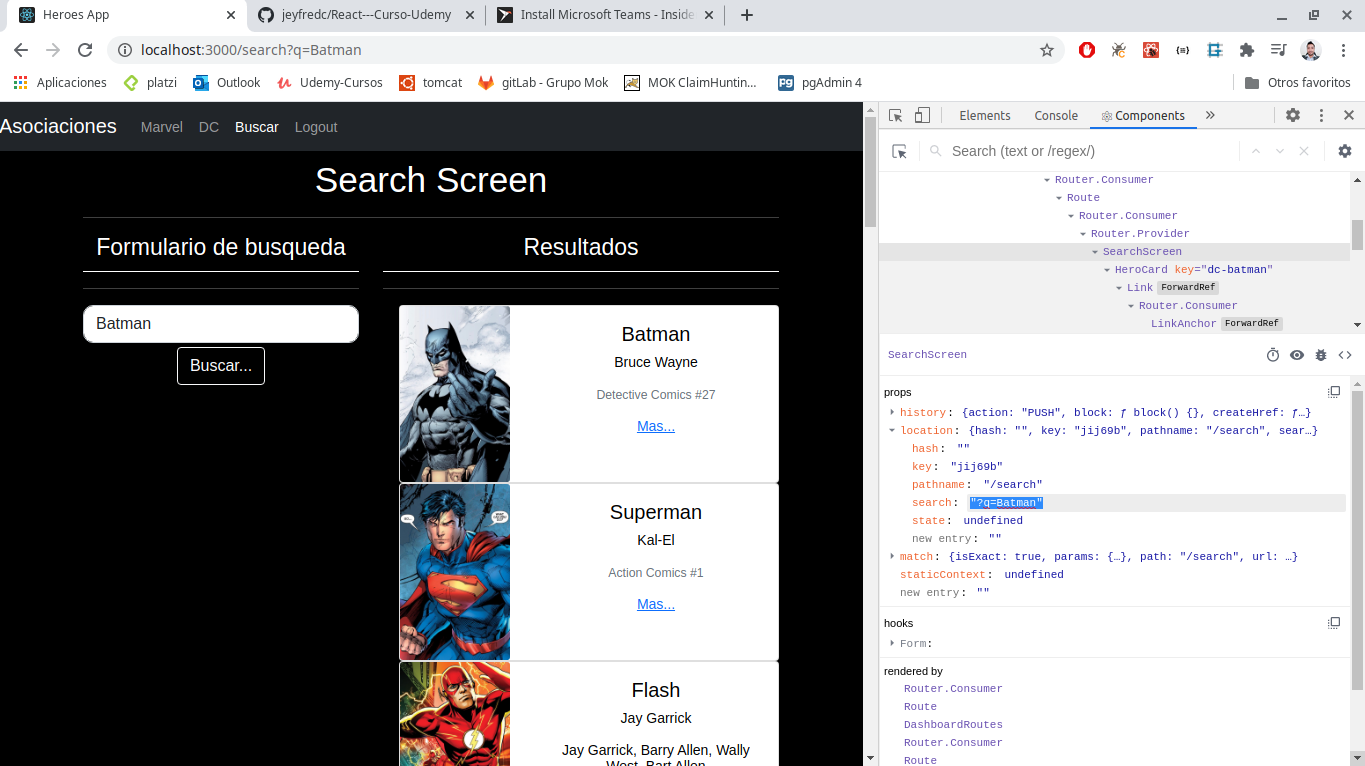 Heroes App
jeyfredc/React---Curso-Udemy
Install Microsoft Teams - Inside
localhost:3000/search?q=Batman
Aplicaciones
platzi
Outlook
Udemy-Cursos
tomcat
gitLab - Grupo Mok
MOK ClaimHuntin...
pgAdmin 4
Otros favoritos
Asociaciones
Marvel
DC
Buscar
Logout
Search Screen
Formulario de busqueda
Batman
Buscar...
Resultados
Batman
Bruce Wayne
Detective Comics #27
Mas...
Superman
Kal-El
Action Comics #1
Mas...
Flash
Jay Garrick
Jay Garrick, Barry Allen, Wally
West, Bart Allen
Elements
Console
Components
Search (text or /regex/)
Router.Consumer
Route
Router.Consumer
Router.Provider
SearchScreen
HeroCard key="dc-batman"
Link ForwardRef
Router.Consumer
LinkAnchor ForwardRef
SearchScreen
props
history: {action: "PUSH", block: ƒ block() {}, createHref: ƒ…}
location: {hash: "", key: "jij69b", pathname: "/search", sear…}
hash: ""
key: "jij69b"
pathname: "/search"
search: "?q=Batman"
state: undefined
new entry: ""
match: {isExact: true, params: {…}, path: "/search", url: …}
staticContext: undefined
new entry: ""
hooks
Form:
rendered by
Router.Consumer
Route
DashboardRoutes
Router.Consumer
Route